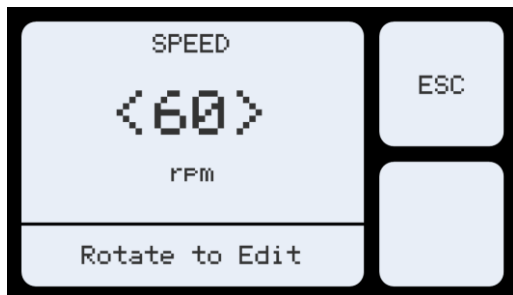 SPEED
<60>
rpm
Rotate to Edit
ESC